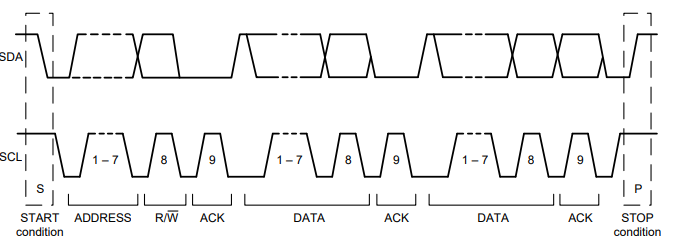 SDA
SCL
1 – 7 8 9 1 – 7 8 9 1 – 7 8 9
S P
START condition ADDRESS R/W̅ ACK DATA ACK DATA ACK STOP condition